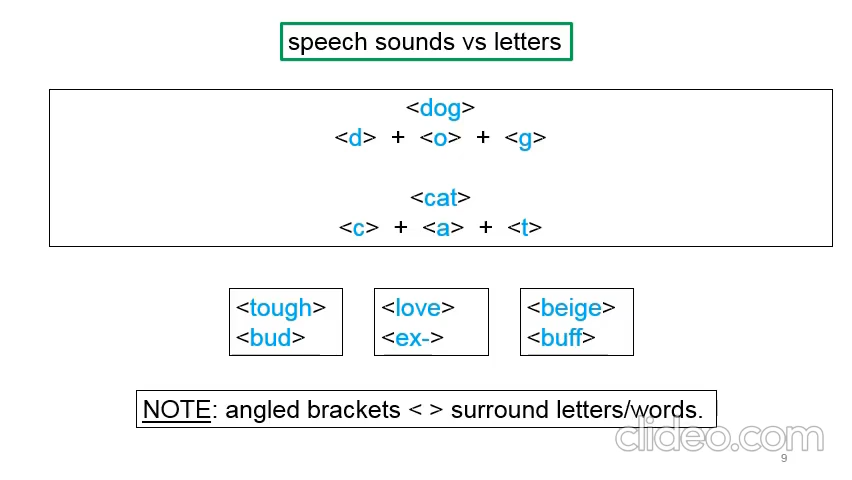 speech sounds vs letters
<dog>
<d> + <o> + <g>
<cat>
<c> + <a> + <t>
<tough>
<bud>
<love>
<ex->
<beige>
<buff>
NOTE: angled brackets < > surround letters/words.
clideo.com
9